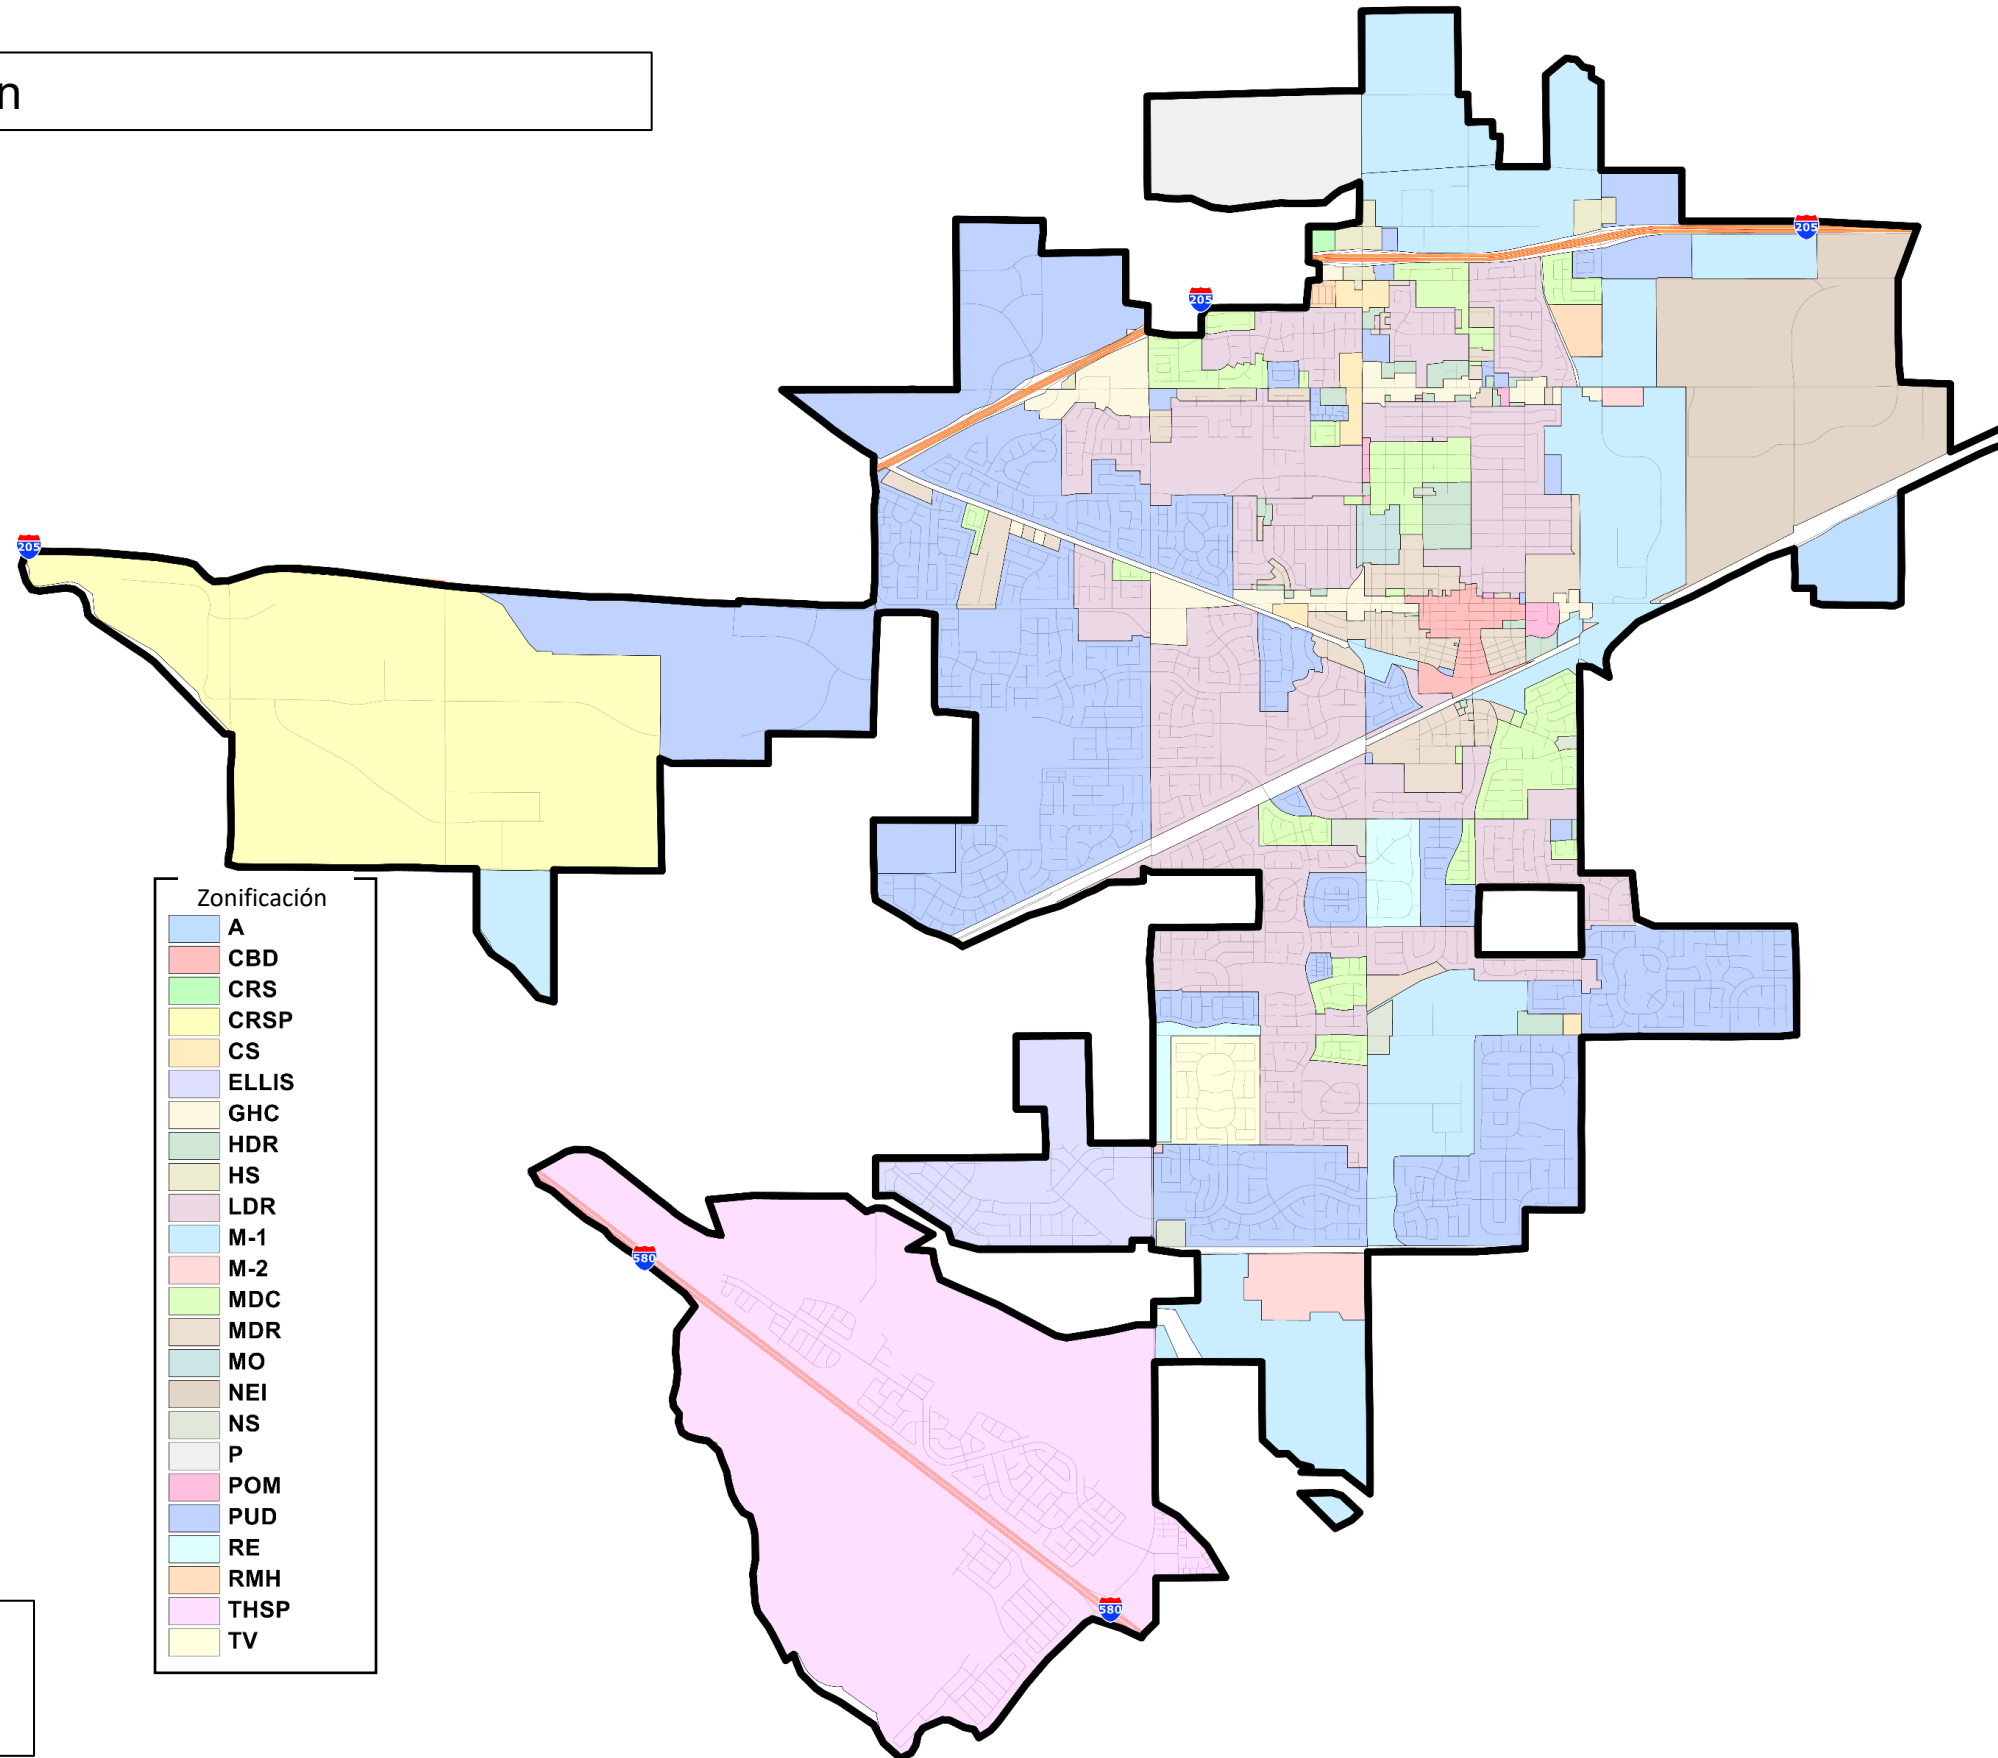 n
205
205
205
580
580
Zonificación
A
CBD
CRS
CRSP
CS
ELLIS
GHC
HDR
HS
LDR
M-1
M-2
MDC
MDR
MO
NEI
NS
P
POM
PUD
RE
RMH
THSP
TV